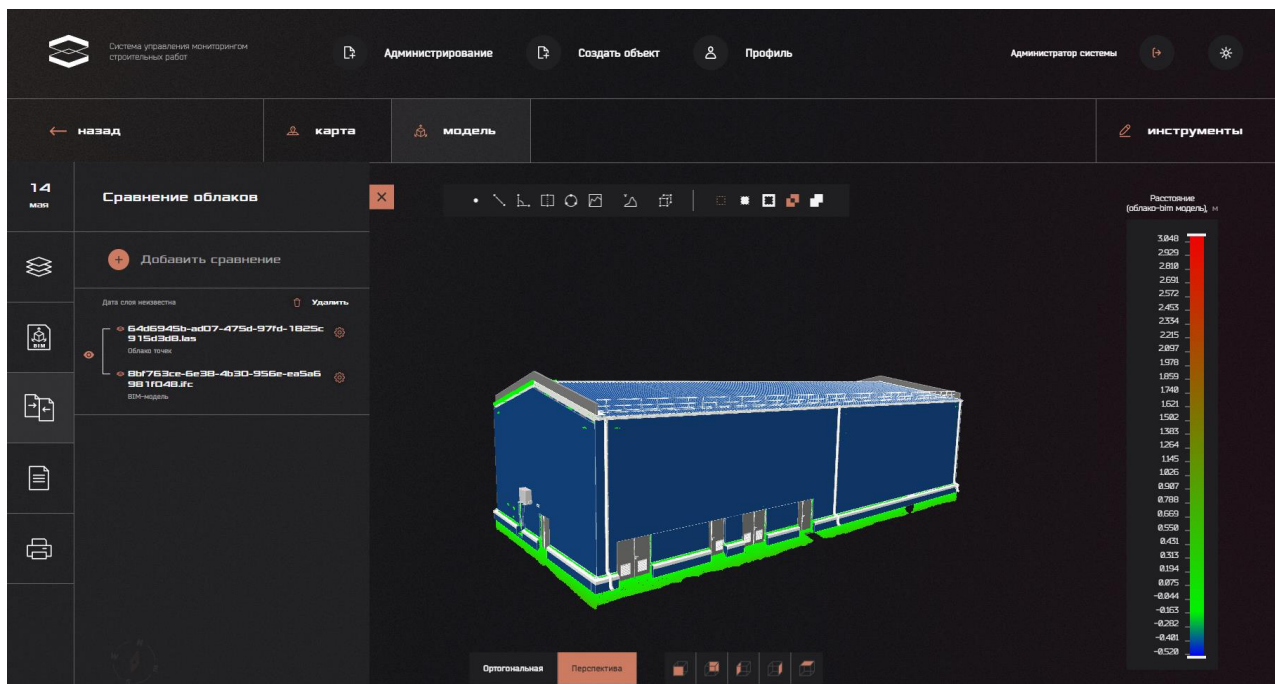 Система управления мониторингом
строительных работ
Администрирование
Создать объект
Профиль
Администратор системы
назад
карта
модель
инструменты
14
мая
Сравнение облаков
Добавить сравнение
Дата слоя неизвестна
Удалить
64d6945b-ad07-475d-97fd-1825c
915d3d8.las
Облако точек
8bf763ce-6e38-4b30-956e-ea5a6
981f048.ifc
BIM-модель
BIM
Расстояние
(облако-bim модель), м
3.048
2.929
2.810
2.691
2.572
2.453
2.334
2.215
2.097
1.978
1.859
1.740
1.621
1.502
1.383
1.264
1.145
1.026
0.907
0.788
0.669
0.550
0.431
0.313
0.194
0.075
-0.044
-0.163
-0.282
-0.401
-0.520
Ортогональная
Перспектива